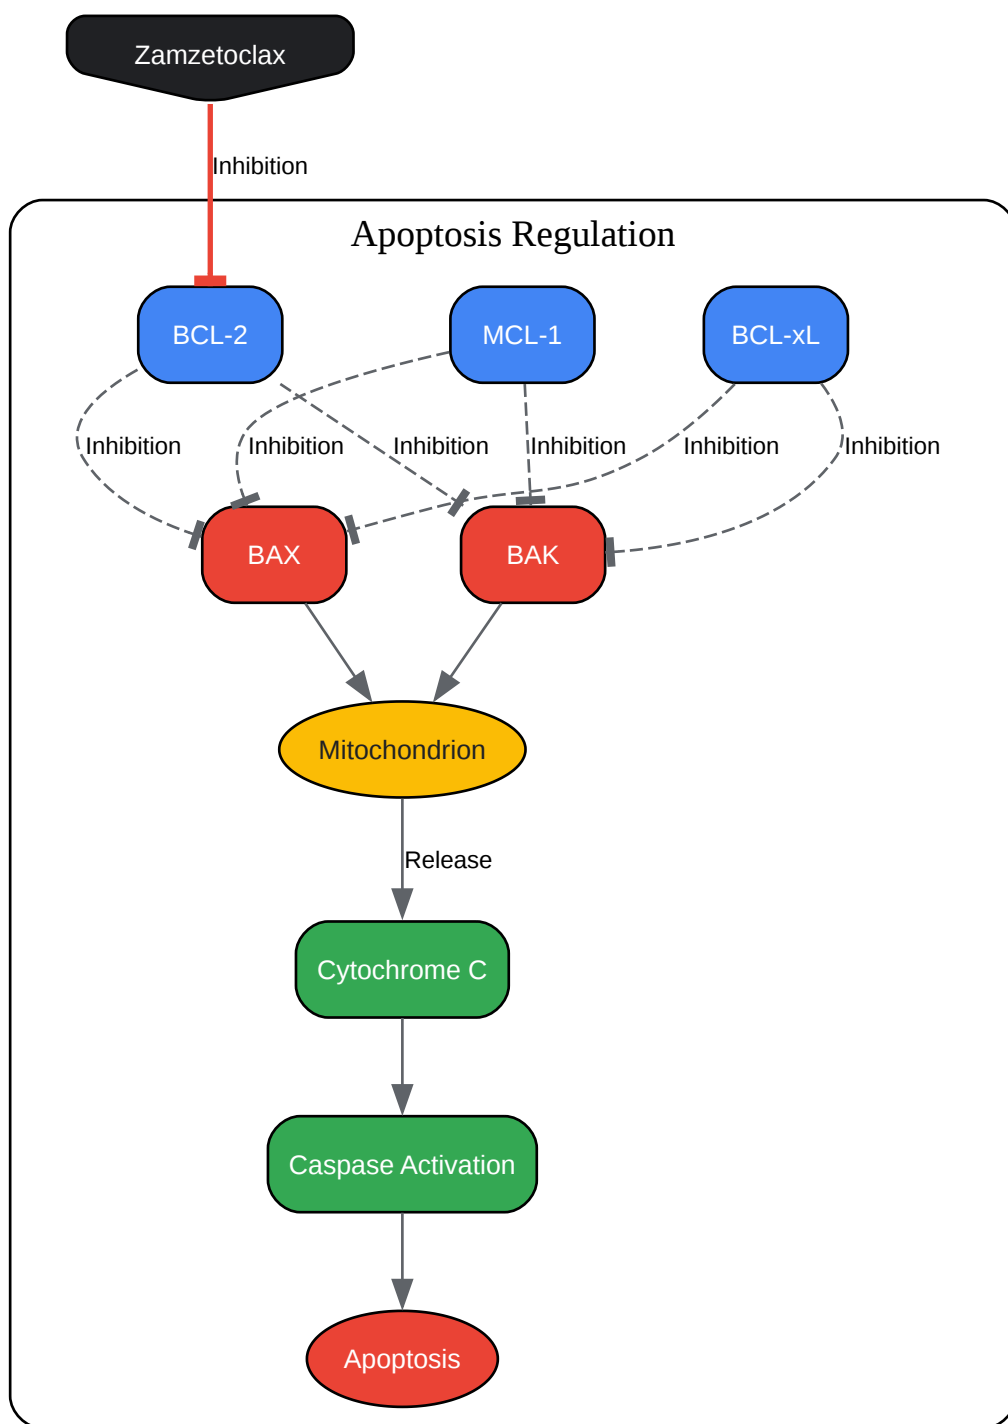 Zamzetoclax
Inhibition
Apoptosis Regulation
BCL-2
MCL-1
BCL-xL
Inhibition
Inhibition
Inhibition
Inhibition
Inhibition
Inhibition
BAX
BAK
Mitochondrion
Release
Cytochrome C
Caspase Activation
Apoptosis